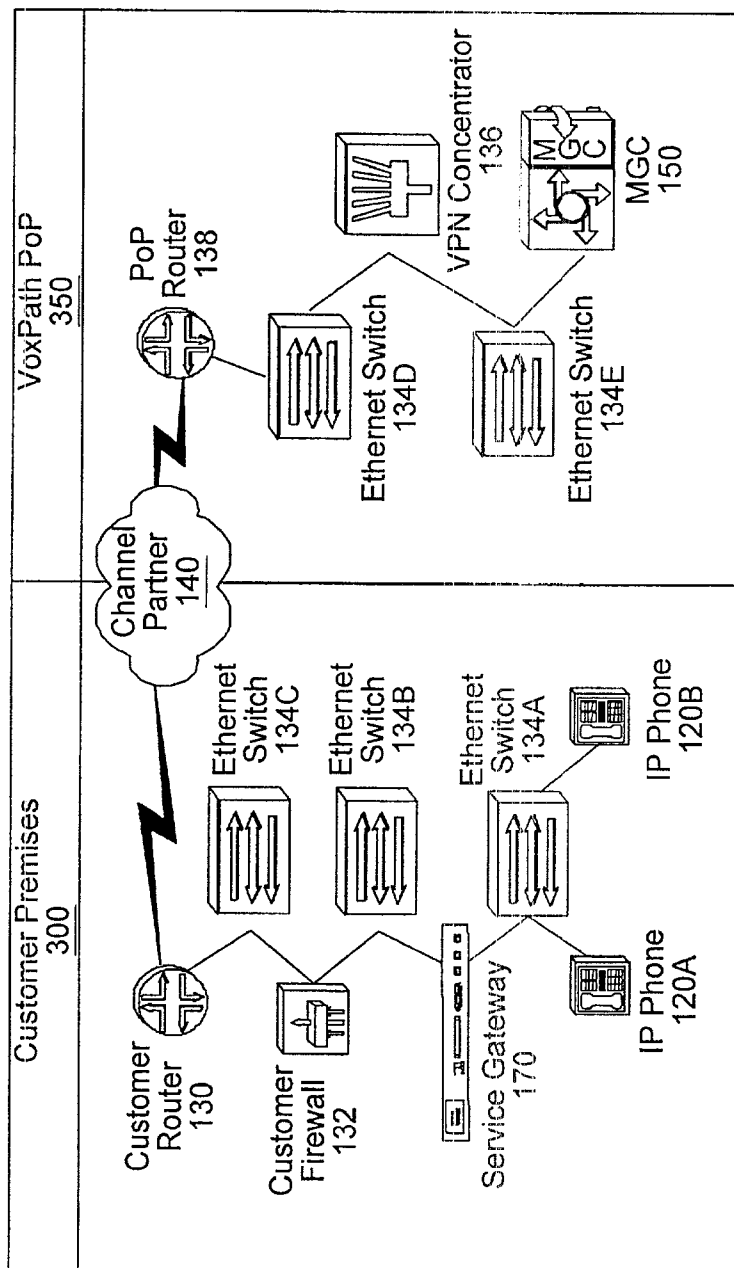 Customer Premises
300
VoxPath PoP
350
Channel
Partner
140
Customer
Router
130
Ethernet
Switch
134C
Customer
Firewall
132
Ethernet
Switch
134B
Service Gateway
170
Ethernet
Switch
134A
IP Phone
120A
IP Phone
120B
PoP
Router
138
Ethernet Switch
134D
VPN Concentrator
136
Ethernet Switch
134E
M
G
C
MGC
150